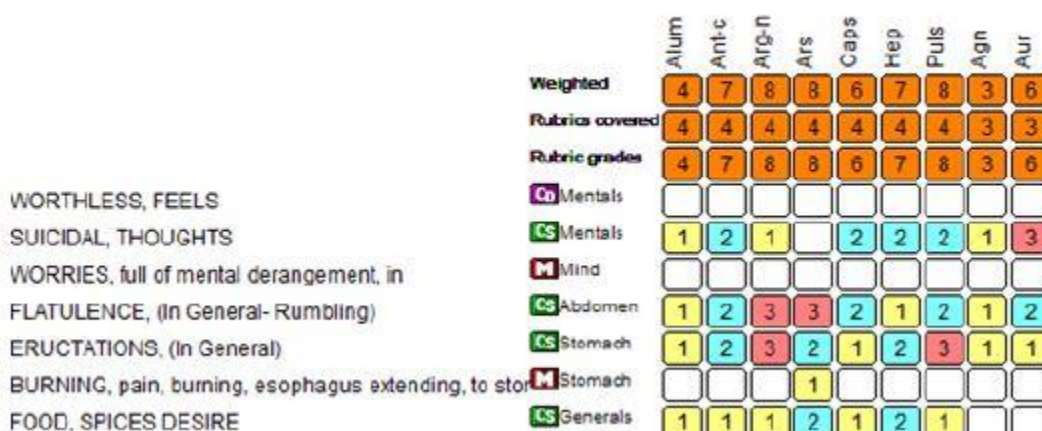 Alum Ant-c Arg-n Ars Caps Hep Puls Agn Aur
Weighted 4 7 8 8 6 7 8 3 6
Rubrics covered 4 4 4 4 4 4 4 3 3
Rubric grades 4 7 8 8 6 7 8 3 6
WORTHLESS, FEELS Co Mentals
SUICIDAL, THOUGHTS Cs Mentals 1 2 1 2 2 2 1 3
WORRIES, full of mental derangement, in M Mind
FLATULENCE, (In General- Rumbling) Cs Abdomen 1 2 3 3 2 1 2 1 2
ERUCTATIONS, (In General) Cs Stomach 1 2 3 2 1 2 3 1 1
BURNING, pain, burning, esophagus extending, to stor M Stomach 1
FOOD, SPICES DESIRE Cs Generals 1 1 1 2 1 2 1